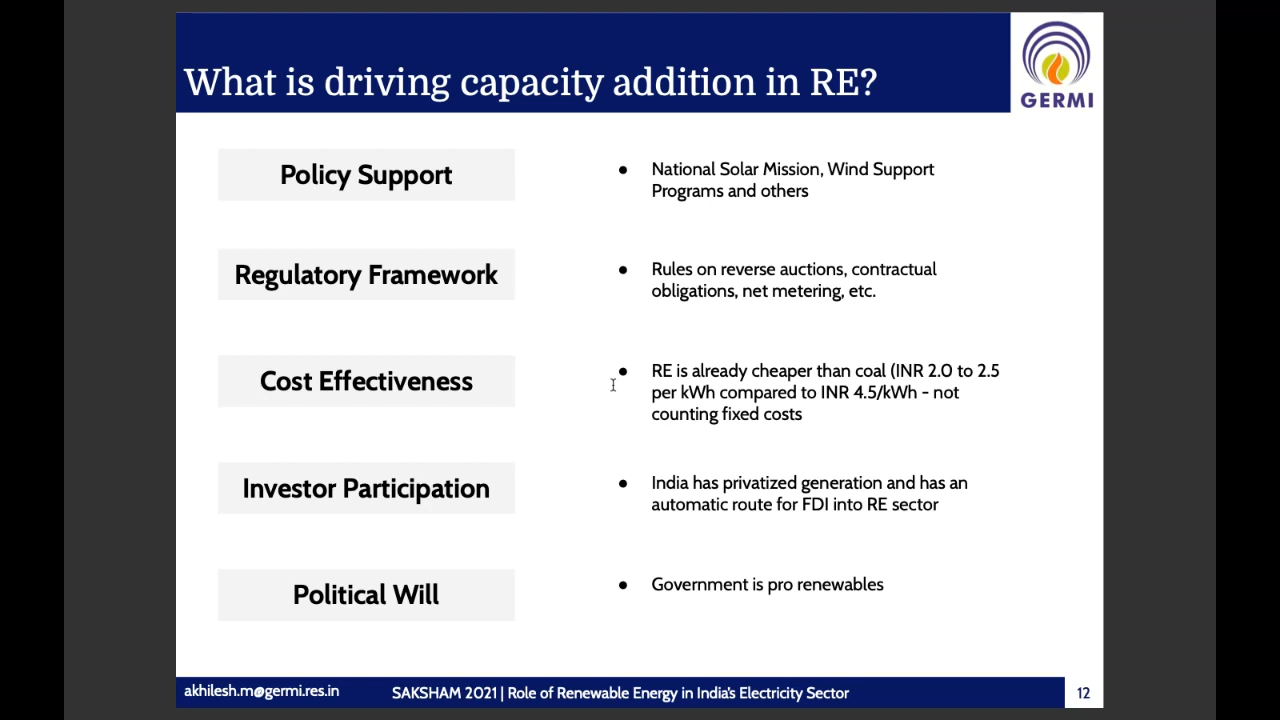 What is driving capacity addition in RE?
GERMI
Policy Support
● National Solar Mission, Wind Support
Programs and others
Regulatory Framework
● Rules on reverse auctions, contractual
obligations, net metering, etc.
Cost Effectiveness
● RE is already cheaper than coal (INR 2.0 to 2.5
per kWh compared to INR 4.5/kWh - not
counting fixed costs
Investor Participation
● India has privatized generation and has an
automatic route for FDI into RE sector
Political Will
● Government is pro renewables
akhilesh.m@germi.res.in
SAKSHAM 2021 | Role of Renewable Energy in India's Electricity Sector
12